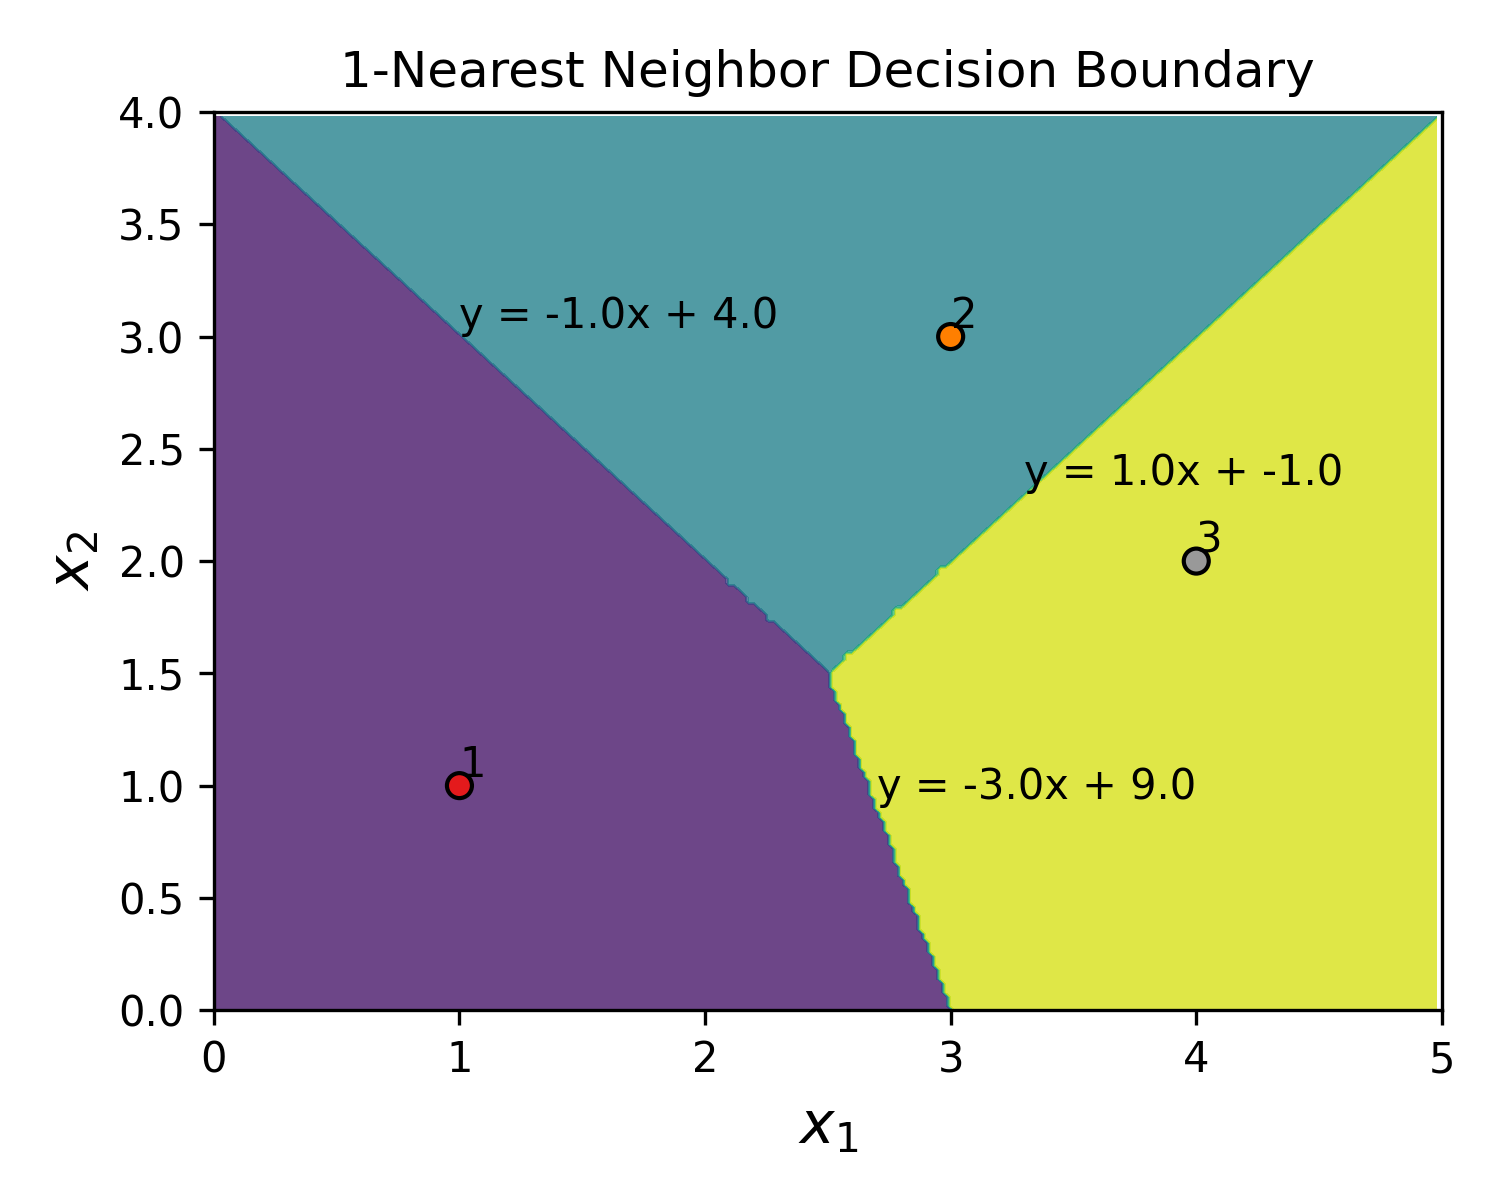 1-Nearest Neighbor Decision Boundary
4.0
3.5
y = -1.0x + 4.0
2
3.0
2.5
y = 1.0x + -1.0
3
x2
2.0
1.5
1
1.0
y = -3.0x + 9.0
0.5
0.0
0 1 2 3 4 5
x1